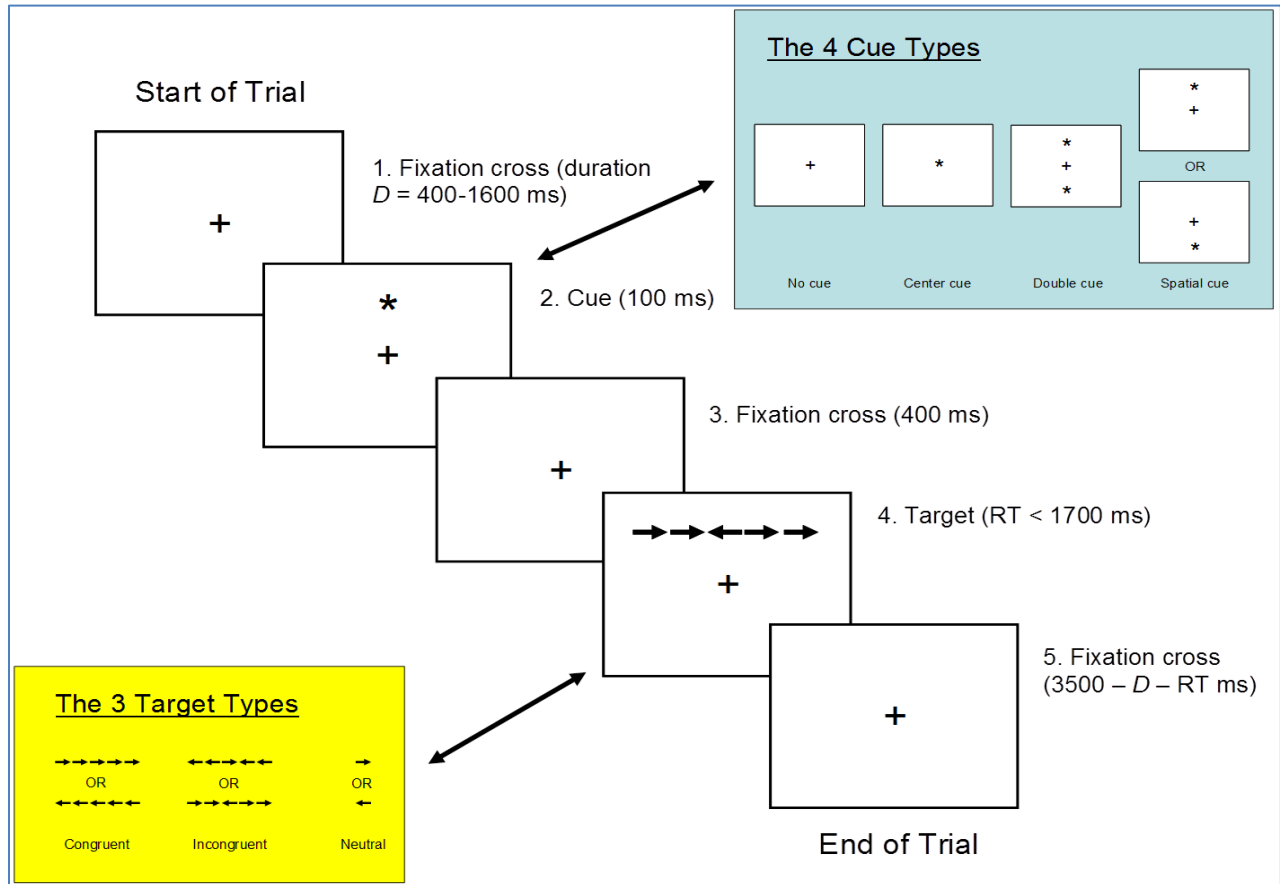 Start of Trial
1. Fixation cross (duration
D = 400-1600 ms)
2. Cue (100 ms)
3. Fixation cross (400 ms)
4. Target (RT < 1700 ms)
5. Fixation cross
(3500 – D – RT ms)
End of Trial
The 4 Cue Types
OR
No cue
Center cue
Double cue
Spatial cue
The 3 Target Types
OR
OR
OR
Congruent
Incongruent
Neutral